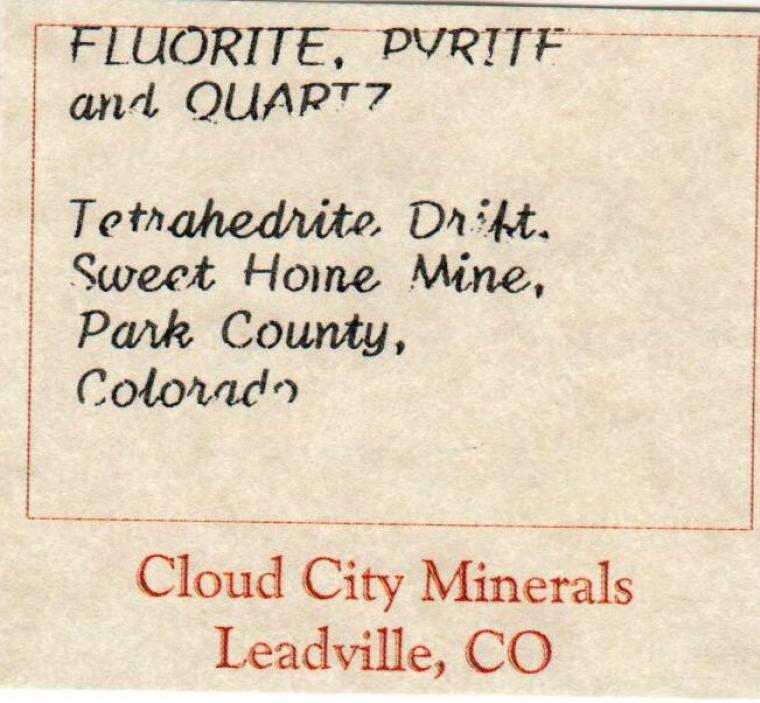 FLUORITE, PYRITE
and QUARTZ
Tetrahedrite Drift,
Sweet Home Mine,
Park County,
Colorado
Cloud City Minerals
Leadville, CO